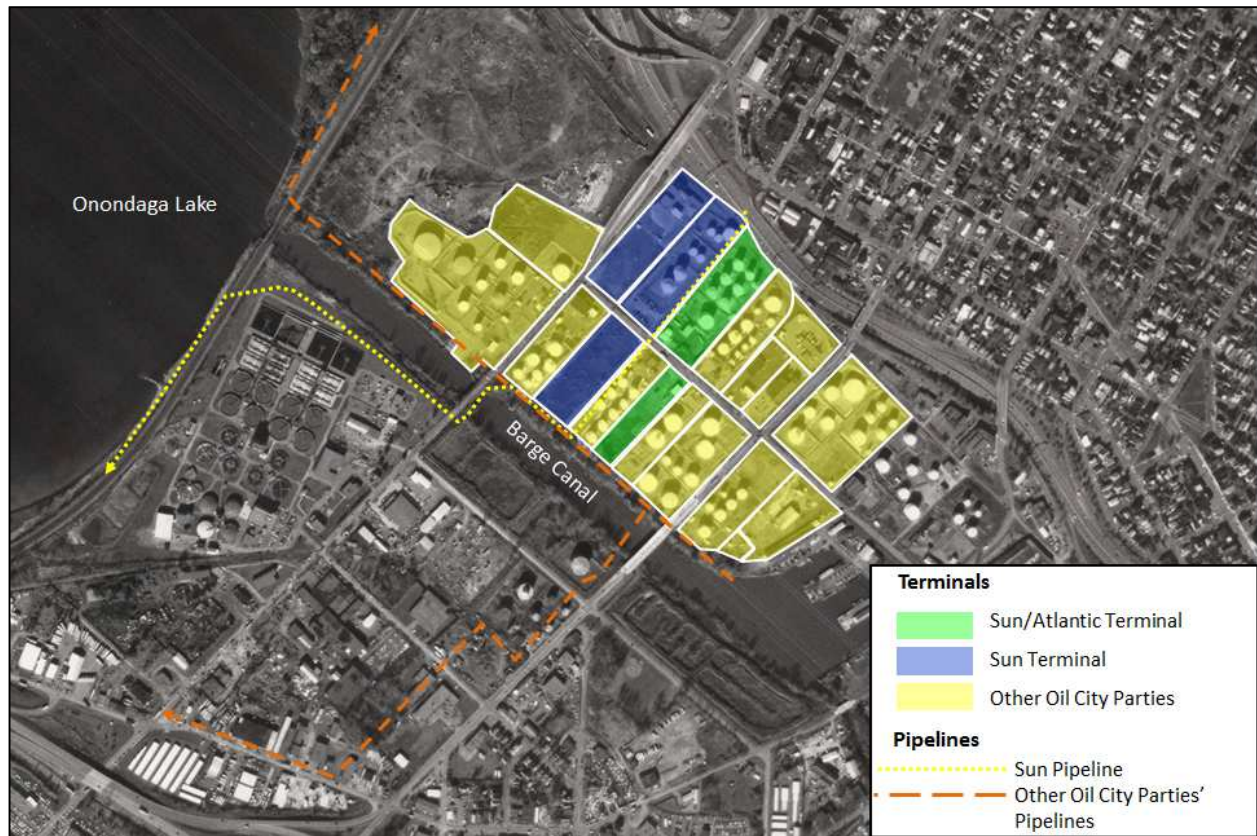 Onondaga Lake
Barge Canal
Terminals
Sun/Atlantic Terminal
Sun Terminal
Other Oil City Parties
Pipelines
Sun Pipeline
Other Oil City Parties'
Pipelines